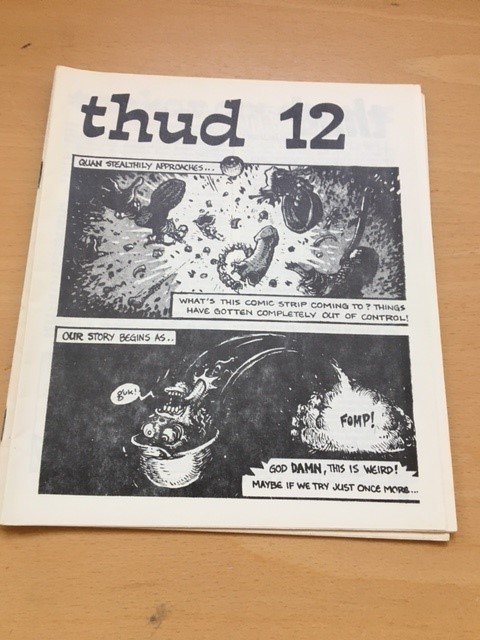 thud 12
QUAN STEALTHILY APPROACHES...
WHAT'S THIS COMIC STRIP COMING TO? THINGS
HAVE GOTTEN COMPLETELY OUT OF CONTROL!
OUR STORY BEGINS AS..
guk!
FOMP!
GOD DAMN, THIS IS WEIRD!
MAYBE IF WE TRY JUST ONCE MORE...